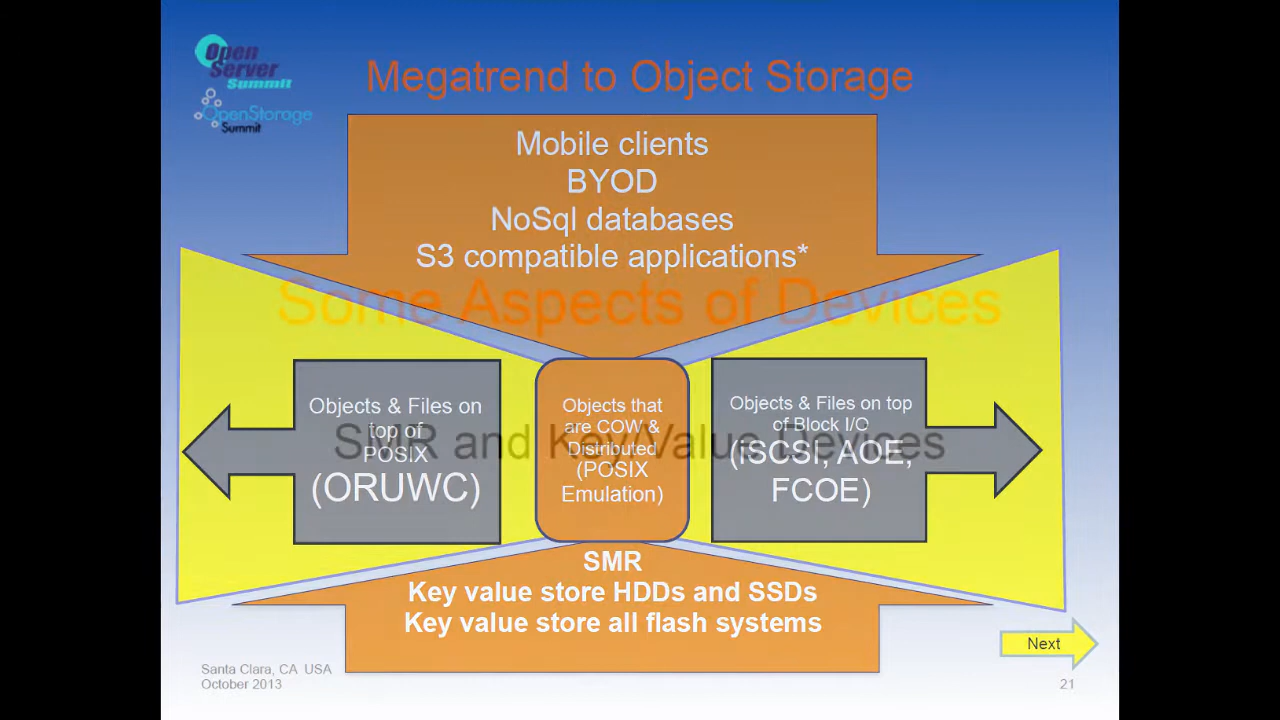 Open
Server
Summit
OpenStorage
Summit
Megatrend to Object Storage
Mobile clients
BYOD
NoSql databases
S3 compatible applications*
Some Aspects of Devices
Objects & Files on
top of
POSIX
(ORUWC)
Objects that
are COW &
Distributed
(POSIX
Emulation)
Objects & Files on top
of Block I/O
(iSCSI, AOE,
FCOE)
SMR and Key/Value Devices
SMR
Key value store HDDs and SSDs
Key value store all flash systems
Next
Santa Clara, CA USA
October 2013
21